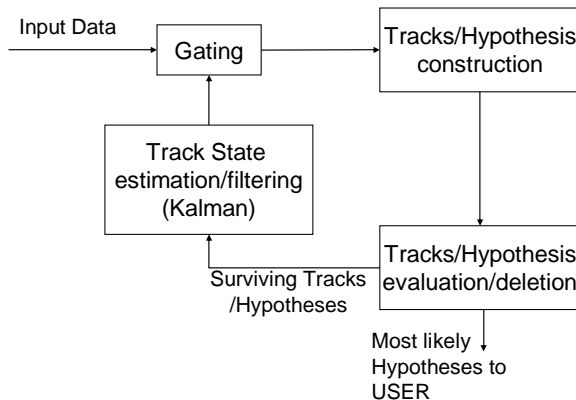 Input Data
Gating
Tracks/Hypothesis
construction
Track State
estimation/filtering
(Kalman)
Tracks/Hypothesis
evaluation/deletion
Surviving Tracks
/Hypotheses
Most likely
Hypotheses to
USER